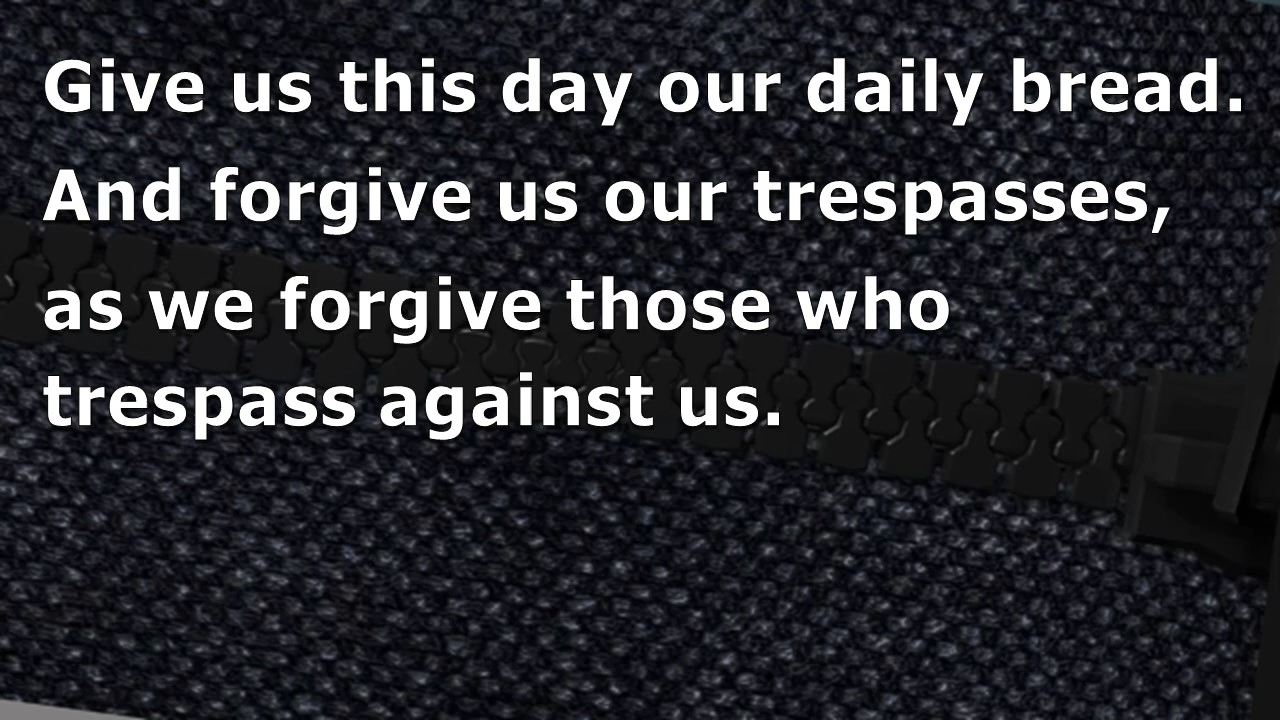 Give us this day our daily bread.
And forgive us our trespasses,
as we forgive those who
trespass against us.